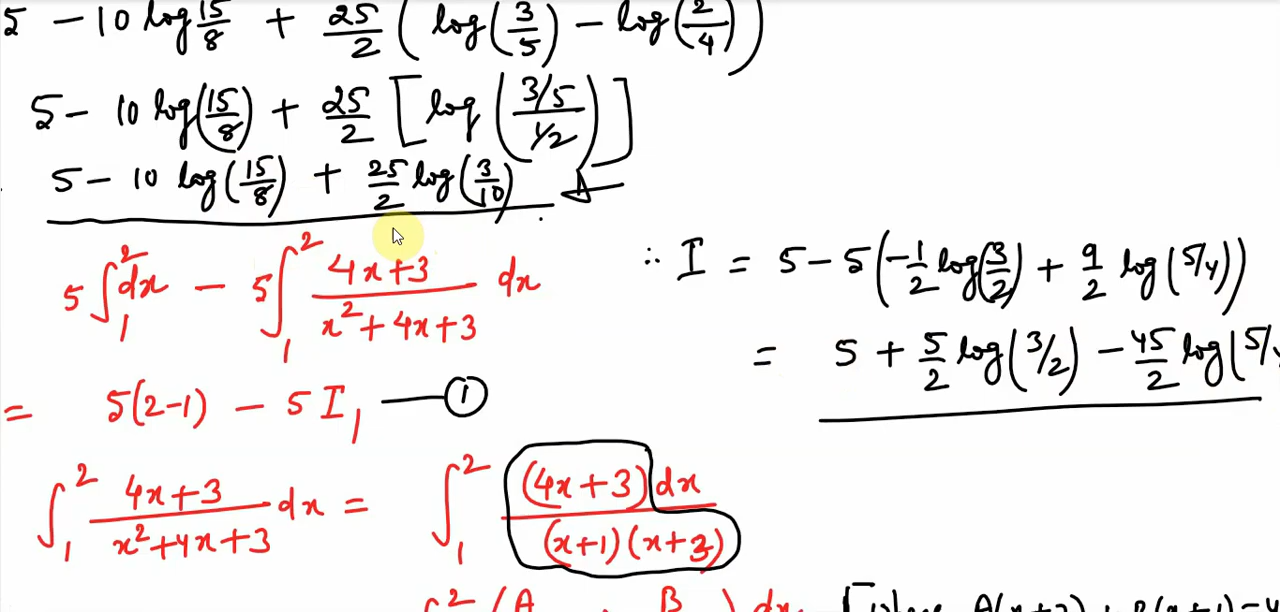 5 − 10 log 15/8 + 25/2 ( log(3/5) − log(2/4) )
5 − 10 log(15/8) + 25/2 [ log( (3/5)/(1/2) ) ]
5 − 10 log(15/8) + 25/2 log(3/10)
5 ∫₁² dx − 5 ∫₁² (4x+3)/(x²+4x+3) dx
= 5(2−1) − 5 I₁ —— ①
∫₁² (4x+3)/(x²+4x+3) dx = ∫₁² (4x+3) dx/((x+1)(x+3))
∴ I = 5 − 5( −1/2 log(3/2) + 9/2 log(5/4) )
= 5 + 5/2 log(3/2) − 45/2 log(5/